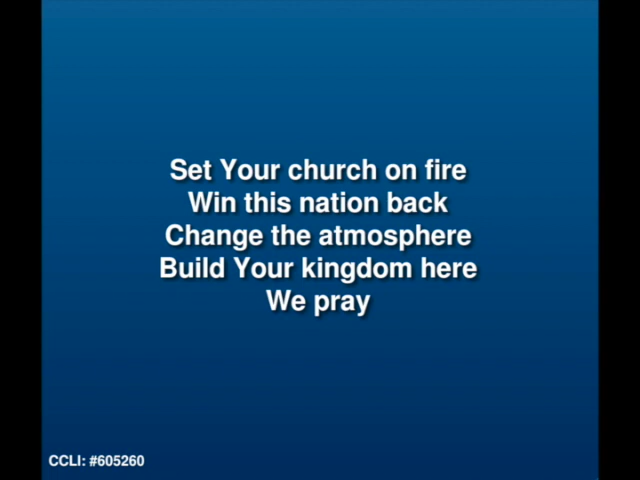 Set Your church on fire
Win this nation back
Change the atmosphere
Build Your kingdom here
We pray
CCLI: #605260